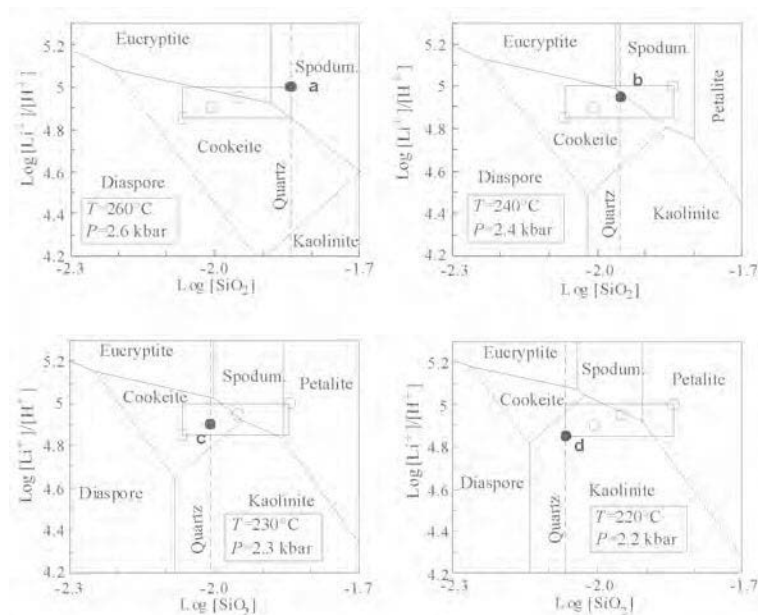 5.2
5
4.8
4.6
4.4
4.2
Log [Li⁺]/[H⁺]
Eucryptite
Spodum.
a
Cookeite
Diaspore
T=260°C
P=2.6 kbar
Quartz
Kaolinite
-2.3
-2.0
-1.7
Log [SiO₂]
5.2
5
4.8
4.6
4.4
4.2
Log [Li⁺]/[H⁺]
Eucryptite
Spodum.
b
Petalite
Cookeite
Diaspore
T=240°C
P=2.4 kbar
Quartz
Kaolinite
-2.3
-2.0
-1.7
Log [SiO₂]
5.2
5
4.8
4.6
4.4
4.2
Log [Li⁺]/[H⁺]
Eucryptite
Spodum.
Petalite
Cookeite
c
Diaspore
Kaolinite
T=230°C
P=2.3 kbar
Quartz
-2.3
-2.0
-1.7
Log [SiO₂]
5.2
5
4.8
4.6
4.4
4.2
Log [Li⁺]/[H⁺]
Eucryptite
Spodum.
Petalite
Cookeite
d
Diaspore
Kaolinite
T=220°C
P=2.2 kbar
Quartz
-2.3
-2.0
-1.7
Log [SiO₂]